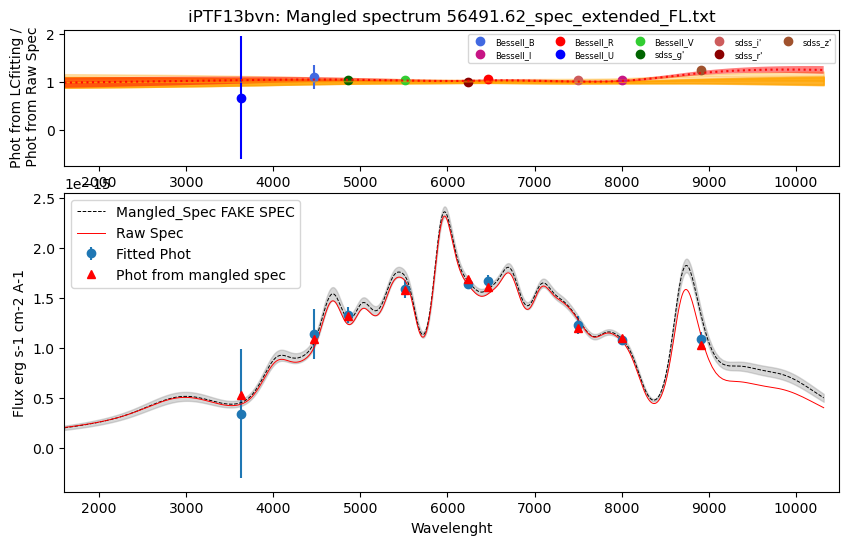 iPTF13bvn: Mangled spectrum 56491.62_spec_extended_FL.txt
Phot from LCfitting /
Phot from Raw Spec
2
1
0
Bessell_B Bessell_R Bessell_V sdss_i' sdss_z'
Bessell_I Bessell_U sdss_g' sdss_r'
2000 3000 4000 5000 6000 7000 8000 9000 10000
1e−15
Flux erg s-1 cm-2 A-1
2.5
2.0
1.5
1.0
0.5
0.0
Mangled_Spec FAKE SPEC
Raw Spec
Fitted Phot
Phot from mangled spec
2000 3000 4000 5000 6000 7000 8000 9000 10000
Wavelenght